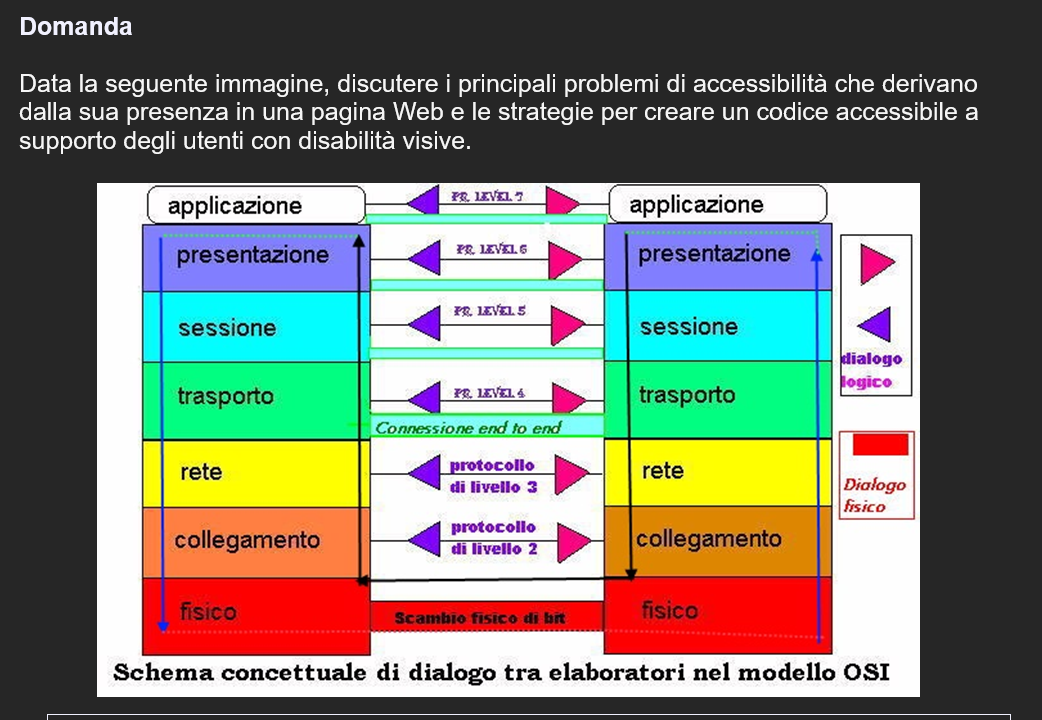 Domanda
Data la seguente immagine, discutere i principali problemi di accessibilità che derivano
dalla sua presenza in una pagina Web e le strategie per creare un codice accessibile a
supporto degli utenti con disabilità visive.
applicazione
PR. LEVEL 7
applicazione
presentazione
PR. LEVEL 6
presentazione
sessione
PR. LEVEL 5
sessione
dialogo
logico
trasporto
PR. LEVEL 4
trasporto
Connessione end to end
rete
protocollo
di livello 3
rete
Dialogo
fisico
collegamento
protocollo
di livello 2
collegamento
fisico
Scambio fisico di bit
fisico
Schema concettuale di dialogo tra elaboratori nel modello OSI